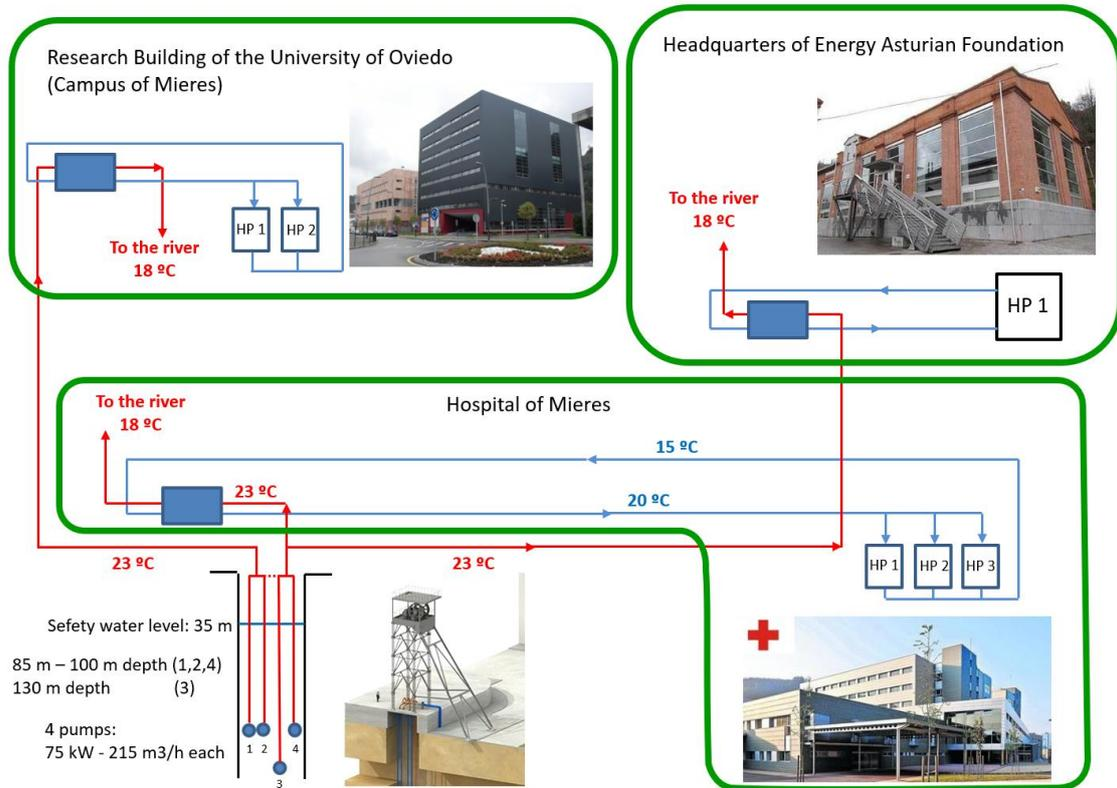 Research Building of the University of Oviedo
(Campus of Mieres)
HP 1
HP 2
To the river
18 ºC
Headquarters of Energy Asturian Foundation
To the river
18 ºC
HP 1
Hospital of Mieres
To the river
18 ºC
15 ºC
23 ºC
20 ºC
HP 1
HP 2
HP 3
23 ºC
23 ºC
Sefety water level: 35 m
85 m – 100 m depth (1,2,4)
130 m depth (3)
4 pumps:
75 kW - 215 m3/h each
1
2
4
3